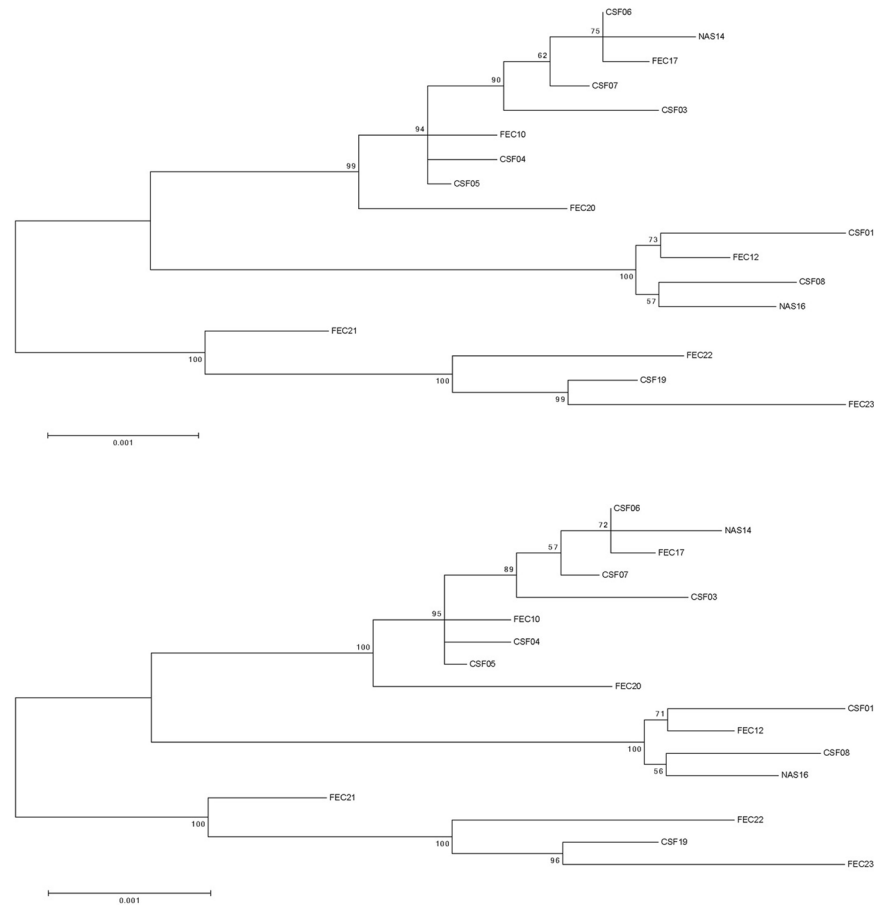 CSF06
75
NAS14
62
FEC17
90
CSF07
CSF03
94
FEC10
CSF04
99
CSF05
FEC20
CSF01
73
FEC12
100
CSF08
57
NAS16
FEC21
100
FEC22
100
CSF19
99
FEC23
0.001
CSF06
72
NAS14
57
FEC17
89
CSF07
CSF03
95
FEC10
CSF04
100
CSF05
FEC20
CSF01
71
FEC12
100
CSF08
56
NAS16
FEC21
100
FEC22
100
CSF19
96
FEC23
0.001